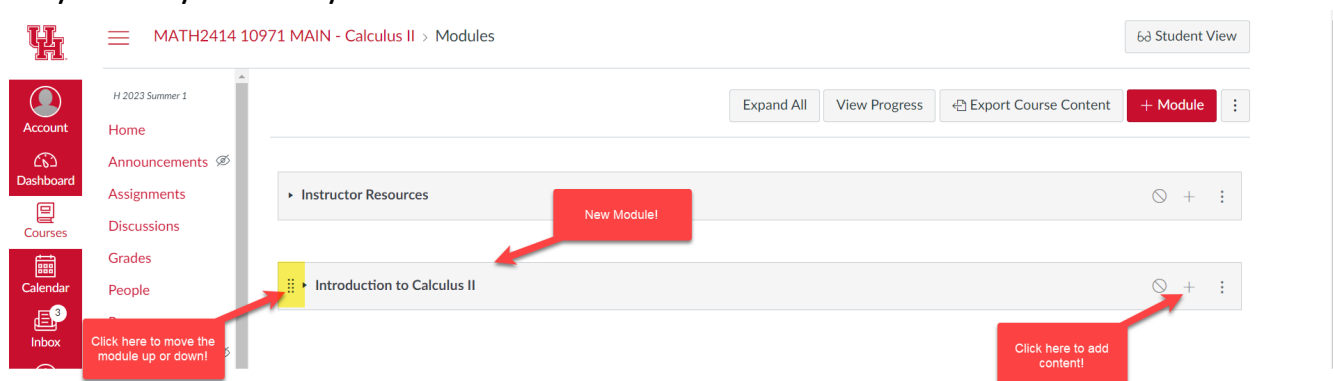 UH
MATH2414 10971 MAIN - Calculus II > Modules
Student View
H 2023 Summer 1
Expand All
View Progress
Export Course Content
+ Module
Account
Home
Announcements
Dashboard
Assignments
Instructor Resources
New Module!
Courses
Discussions
Grades
Calendar
People
Introduction to Calculus II
3
Inbox
Click here to move the
module up or down!
Click here to add
content!